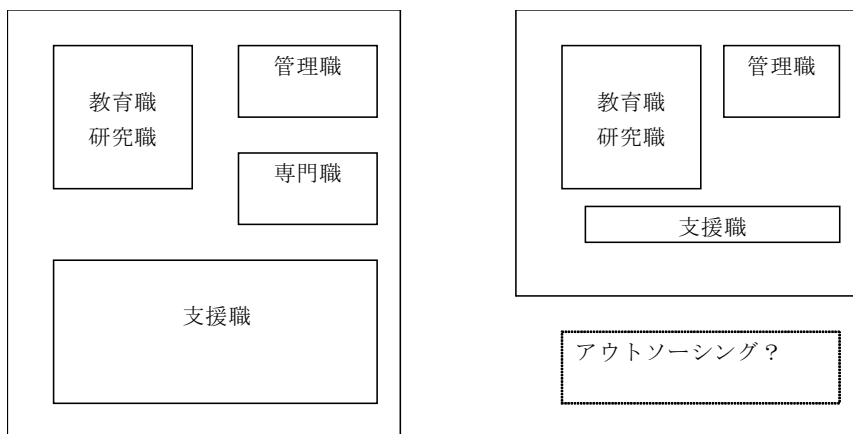 教育職
研究職
管理職
専門職
支援職
教育職
研究職
管理職
支援職
アウトソーシング？